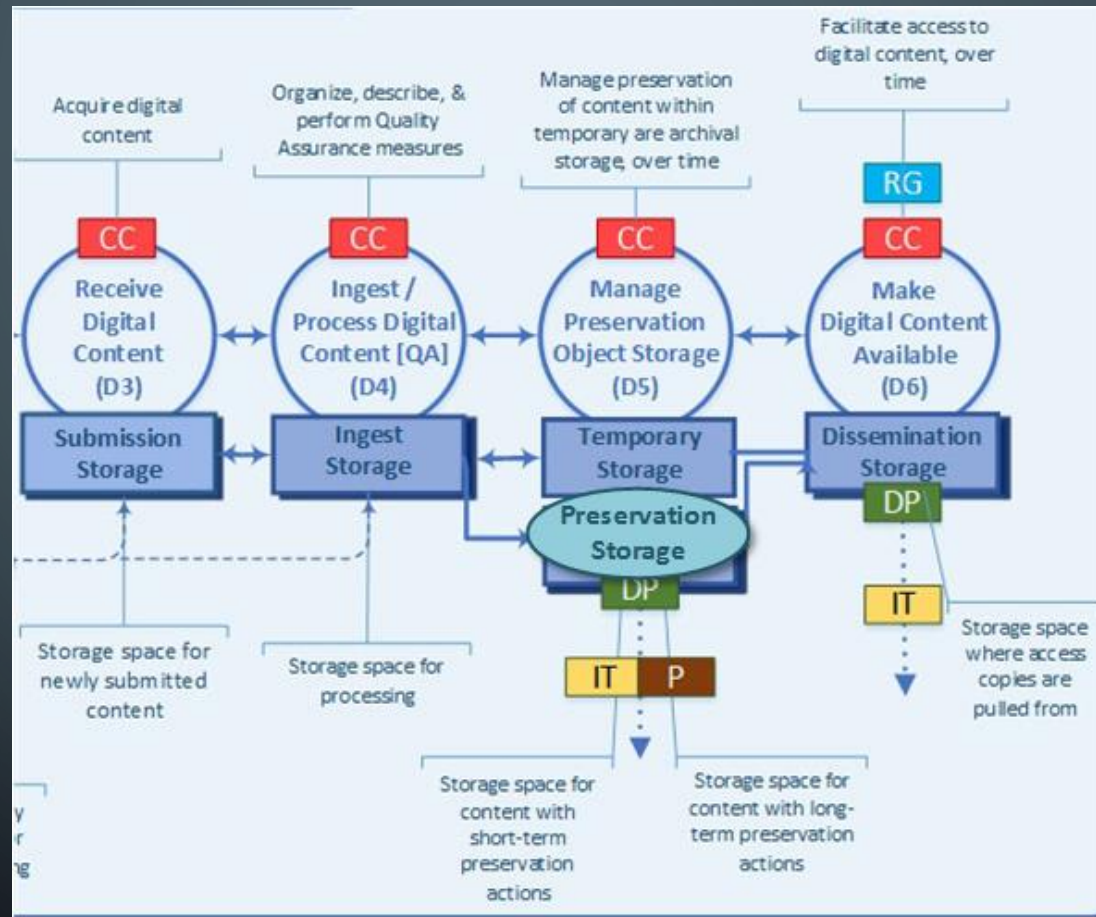 Acquire digital
content
Organize, describe, &
perform Quality
Assurance measures
Manage preservation
of content within
temporary are archival
storage, over time
Facilitate access to
digital content, over
time
RG
CC
CC
CC
CC
Receive
Digital
Content
(D3)
Ingest /
Process Digital
Content [QA]
(D4)
Manage
Preservation
Object Storage
(D5)
Make
Digital Content
Available
(D6)
Submission
Storage
Ingest
Storage
Temporary
Storage
Dissemination
Storage
Preservation
Storage
DP
DP
IT
P
IT
Storage space for
newly submitted
content
Storage space for
processing
Storage space
where access
copies are
pulled from
Storage space for
content with
short-term
preservation
actions
Storage space for
content with long-
term preservation
actions